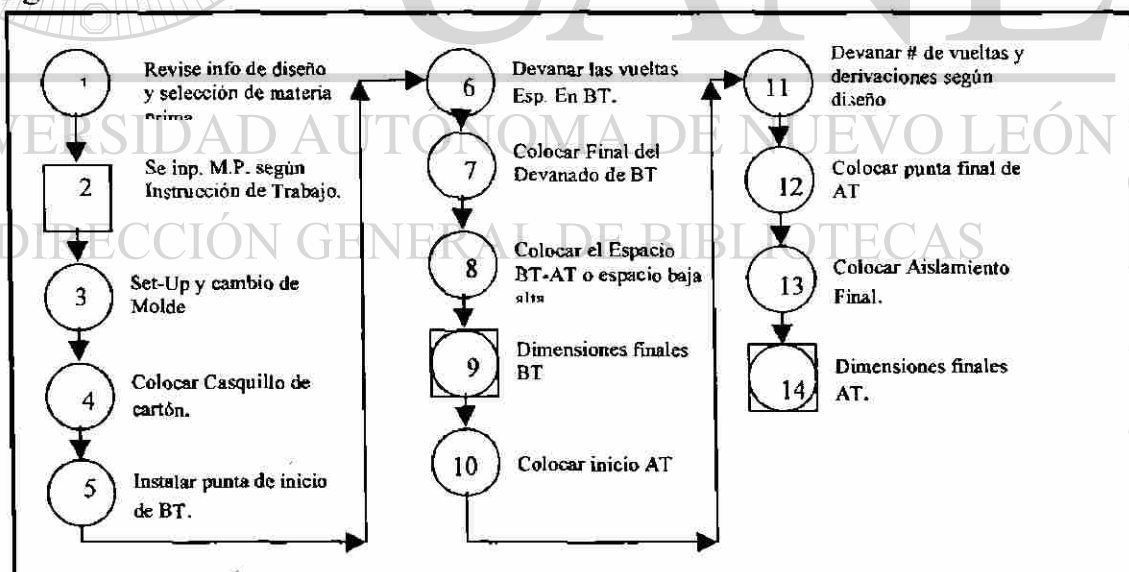 1
Revise info de diseño
y selección de materia
prima
2
Se inp. M.P. según
Instrucción de Trabajo.
3
Set-Up y cambio de
Molde
4
Colocar Casquillo de
cartón.
5
Instalar punta de inicio
de BT.
6
Devanar las vueltas
Esp. En BT.
7
Colocar Final del
Devanado de BT
8
Colocar el Espacio
BT-AT o espacio baja
alta
9
Dimensiones finales
BT
10
Colocar inicio AT
11
Devanar # de vueltas y
derivaciones según
diseño
12
Colocar punta final de
AT
13
Colocar Aislamiento
Final.
14
Dimensiones finales
AT.
UANL
VERSIDAD AUTÓNOMA DE NUEVO LEÓN
DIRECCIÓN GENERAL DE BIBLIOTECAS